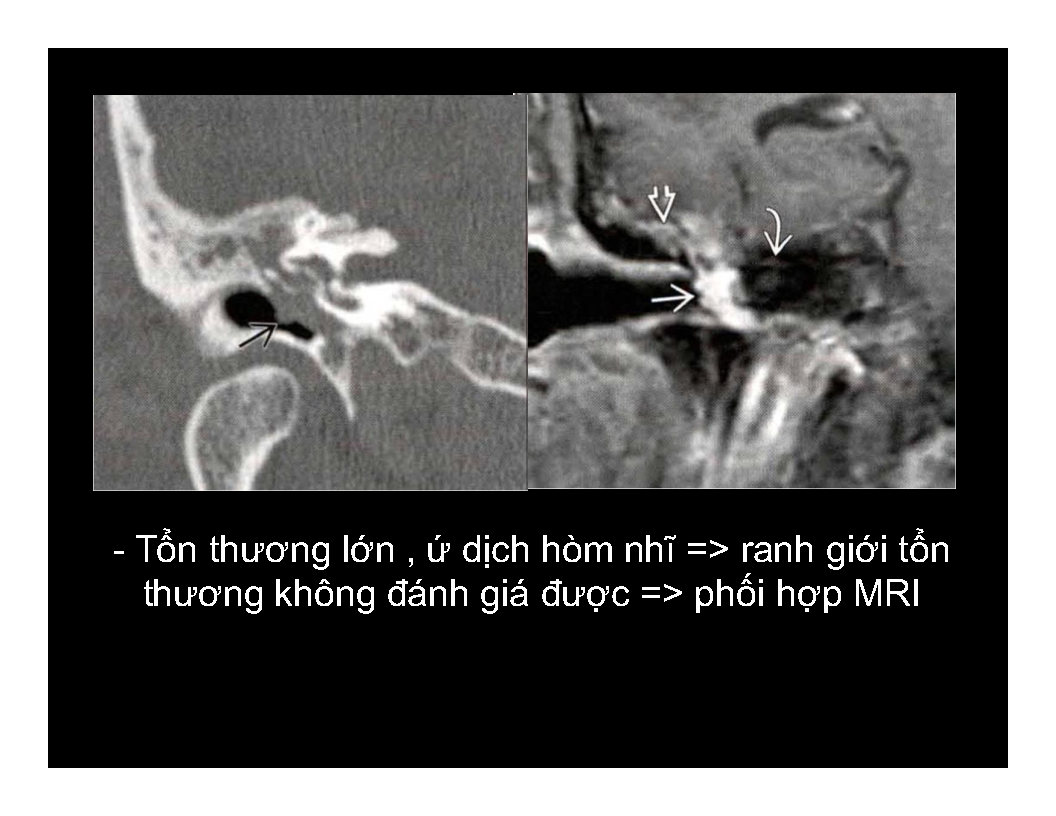 - Tổn thương lớn , ứ dịch hòm nhĩ => ranh giới tổn
thương không đánh giá được => phối hợp MRI